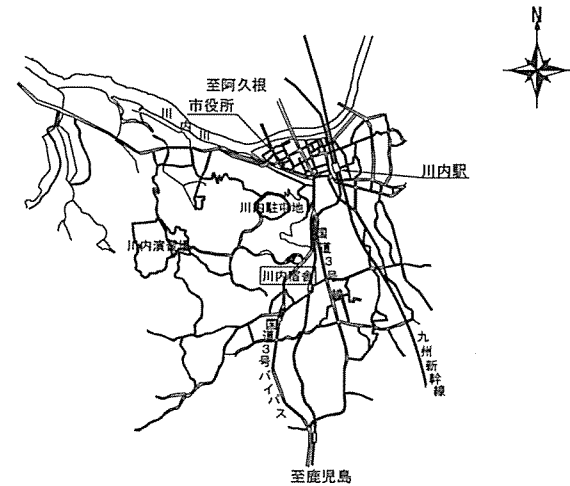 N
至阿久根
市役所
川内川
川内駅
川内駐屯地
川内演習場
国道3号線
川内宿舎
国道3号バイパス
九州新幹線
至鹿児島